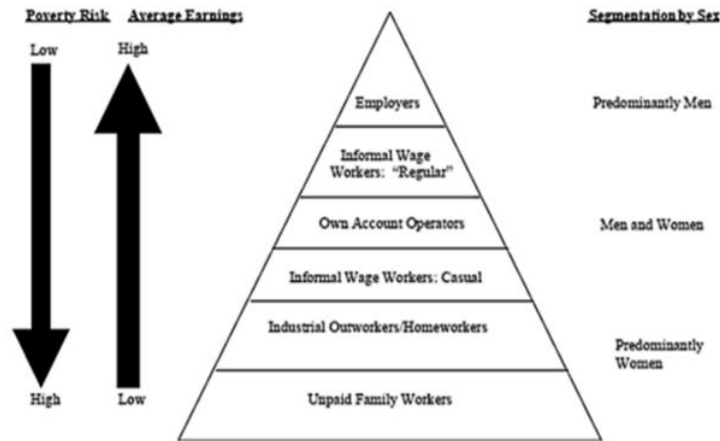 Poverty Risk
Average Earnings
Segmentation by Sex
Low
High
Employers
Predominantly Men
Informal Wage
Workers: "Regular"
Own Account Operators
Men and Women
Informal Wage Workers: Casual
Industrial Outworkers/Homeworkers
Predominantly
Women
High
Low
Unpaid Family Workers